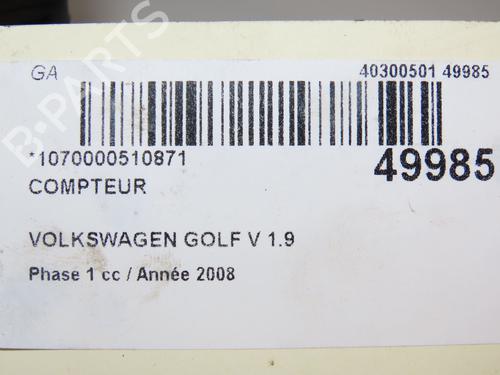 GA
40300501 49985
*1070000510871
49985
COMPTEUR
VOLKSWAGEN GOLF V 1.9
Phase 1 cc / Année 2008
B-PARTS